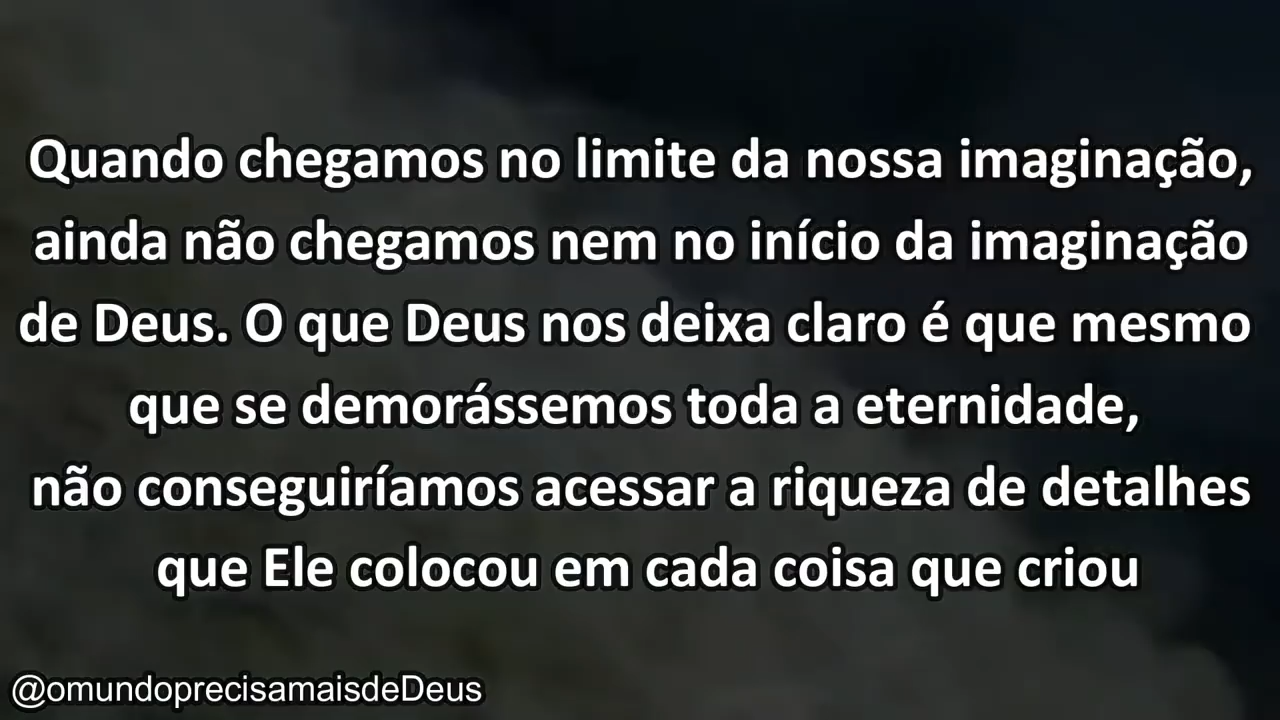 Quando chegamos no limite da nossa imaginação,
ainda não chegamos nem no início da imaginação
de Deus. O que Deus nos deixa claro é que mesmo
que se demorássemos toda a eternidade,
não conseguiríamos acessar a riqueza de detalhes
que Ele colocou em cada coisa que criou
@omundoprecisamaisdeDeus